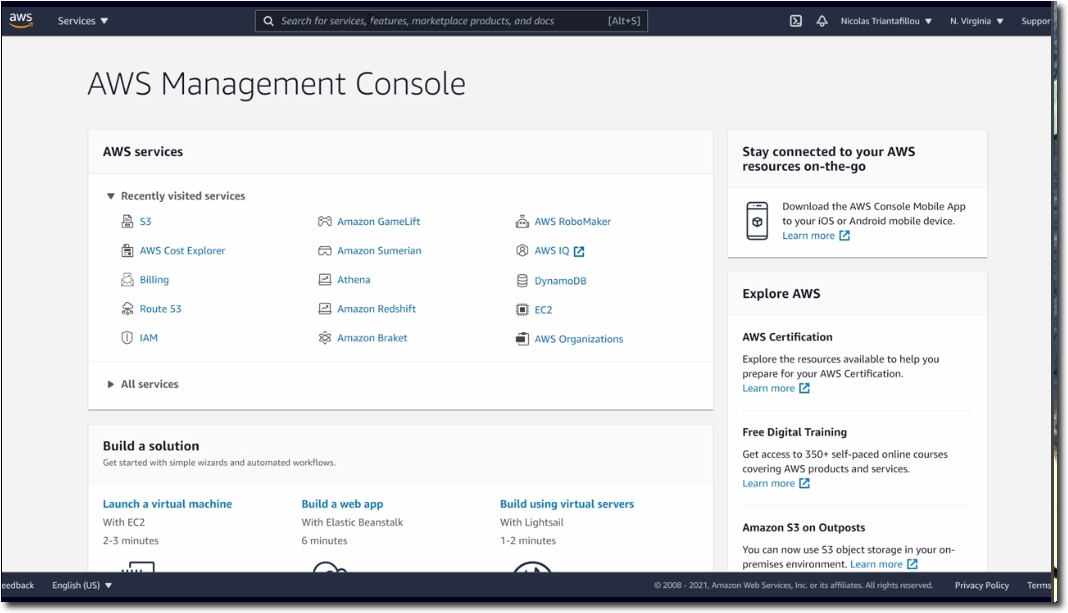 aws
Services
Search for services, features, marketplace products, and docs
[Alt+S]
Nicolas Triantafillou
N. Virginia
Suppor
AWS Management Console
AWS services
Recently visited services
S3
AWS Cost Explorer
Billing
Route 53
IAM
Amazon GameLift
Amazon Sumerian
Athena
Amazon Redshift
Amazon Braket
AWS RoboMaker
AWS IQ
DynamoDB
EC2
AWS Organizations
All services
Build a solution
Get started with simple wizards and automated workflows.
Launch a virtual machine
With EC2
2-3 minutes
Build a web app
With Elastic Beanstalk
6 minutes
Build using virtual servers
With Lightsail
1-2 minutes
Stay connected to your AWS
resources on-the-go
Download the AWS Console Mobile App
to your iOS or Android mobile device.
Learn more
Explore AWS
AWS Certification
Explore the resources available to help you
prepare for your AWS Certification.
Learn more
Free Digital Training
Get access to 350+ self-paced online courses
covering AWS products and services.
Learn more
Amazon S3 on Outposts
You can now use S3 object storage in your on-
premises environment. Learn more
eedback
English (US)
© 2008 - 2021, Amazon Web Services, Inc. or its affiliates. All rights reserved.
Privacy Policy
Terms